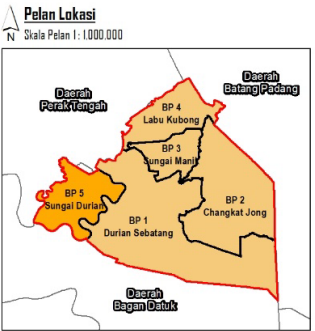 Pelan Lokasi
N
Skala Pelan 1 : 1,000,000
Daerah
Batang Padang
Daerah
Perak Tengah
BP 4
Labu Kubong
BP 3
Sungai Manik
BP 5
Sungai Durian
BP 2
Changkat Jong
BP 1
Durian Sebatang
Daerah
Bagan Datuk